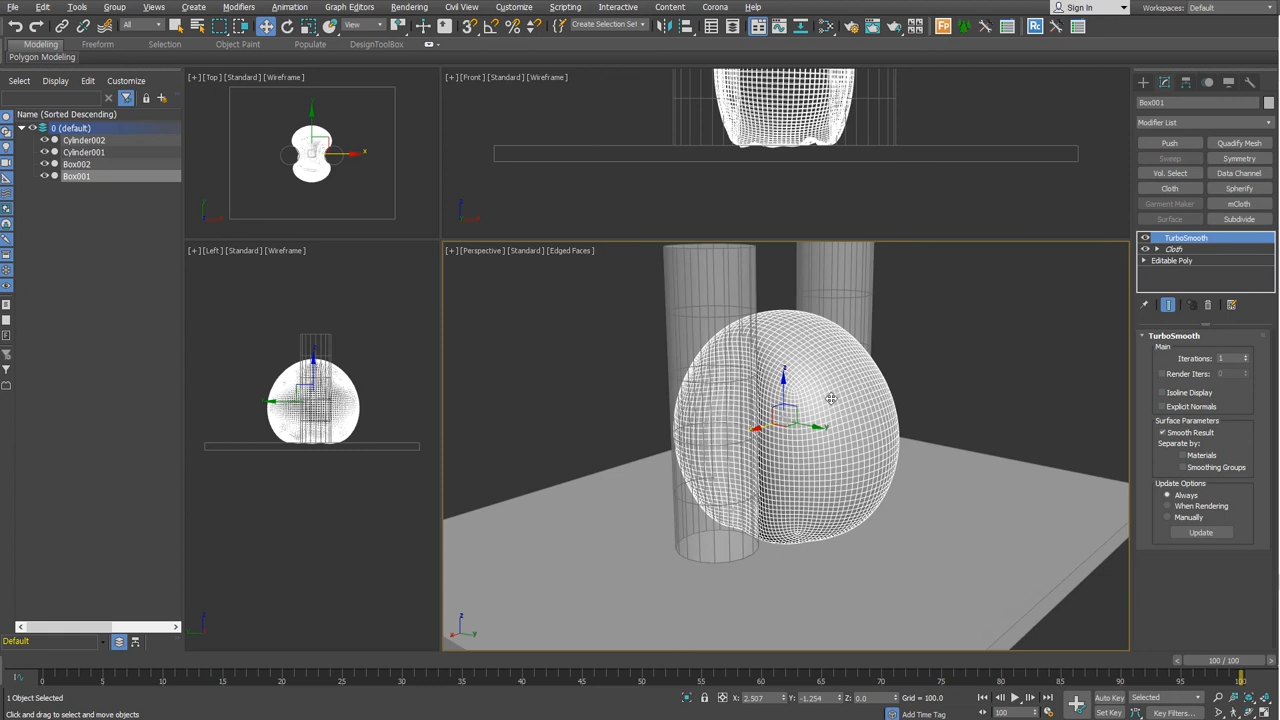 File Edit Tools Group Views Create Modifiers Animation Graph Editors Rendering Civil View Customize Scripting Interactive Content Corona Help Sign In Workspaces: Default
All View Create Selection Se Fp Rc
Modeling Freeform Selection Object Paint Populate DesignToolBox
Polygon Modeling
Select Display Edit Customize
Name (Sorted Descending)
0 (default)
Cylinder002
Cylinder001
Box002
Box001
[+] [Top] [Standard] [Wireframe]
[+] [Front] [Standard] [Wireframe]
[+] [Left] [Standard] [Wireframe]
[+] [Perspective] [Standard] [Edged Faces]
Box001
Modifier List
Push Quadify Mesh
Sweep Symmetry
Vol. Select Data Channel
Cloth Spherify
Garment Maker mCloth
Surface Subdivide
TurboSmooth
Cloth
Editable Poly
TurboSmooth
Main
Iterations: 1
Render Iters: 0
Isoline Display
Explicit Normals
Surface Parameters
Smooth Result
Separate by:
Materials
Smoothing Groups
Update Options
Always
When Rendering
Manually
Update
Default
100 / 100
0 5 10 15 20 25 30 35 40 45 50 55 60 65 70 75 80 85 90 95 100
1 Object Selected X: 2.507 Y: -1.254 Z: 0.0 Grid = 100.0 Auto Key Selected
Click and drag to select and move objects Add Time Tag 100 Set Key Key Filters...